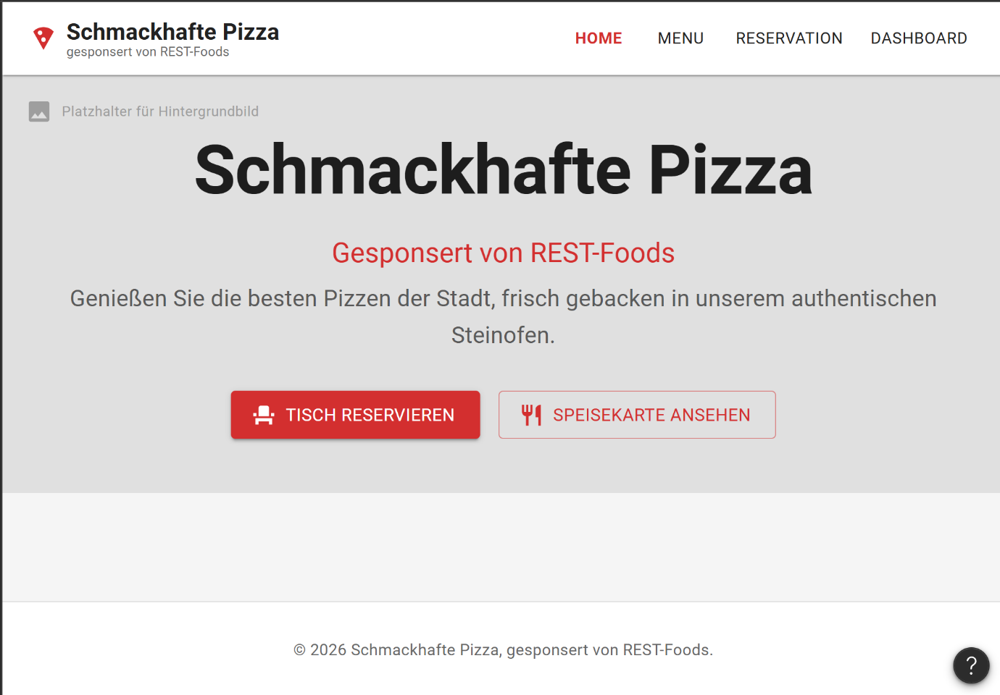 Schmackhafte Pizza
gesponsert von REST-Foods
HOME MENU RESERVATION DASHBOARD
Platzhalter für Hintergrundbild
Schmackhafte Pizza
Gesponsert von REST-Foods
Genießen Sie die besten Pizzen der Stadt, frisch gebacken in unserem authentischen
Steinofen.
TISCH RESERVIEREN SPEISEKARTE ANSEHEN
© 2026 Schmackhafte Pizza, gesponsert von REST-Foods.
?